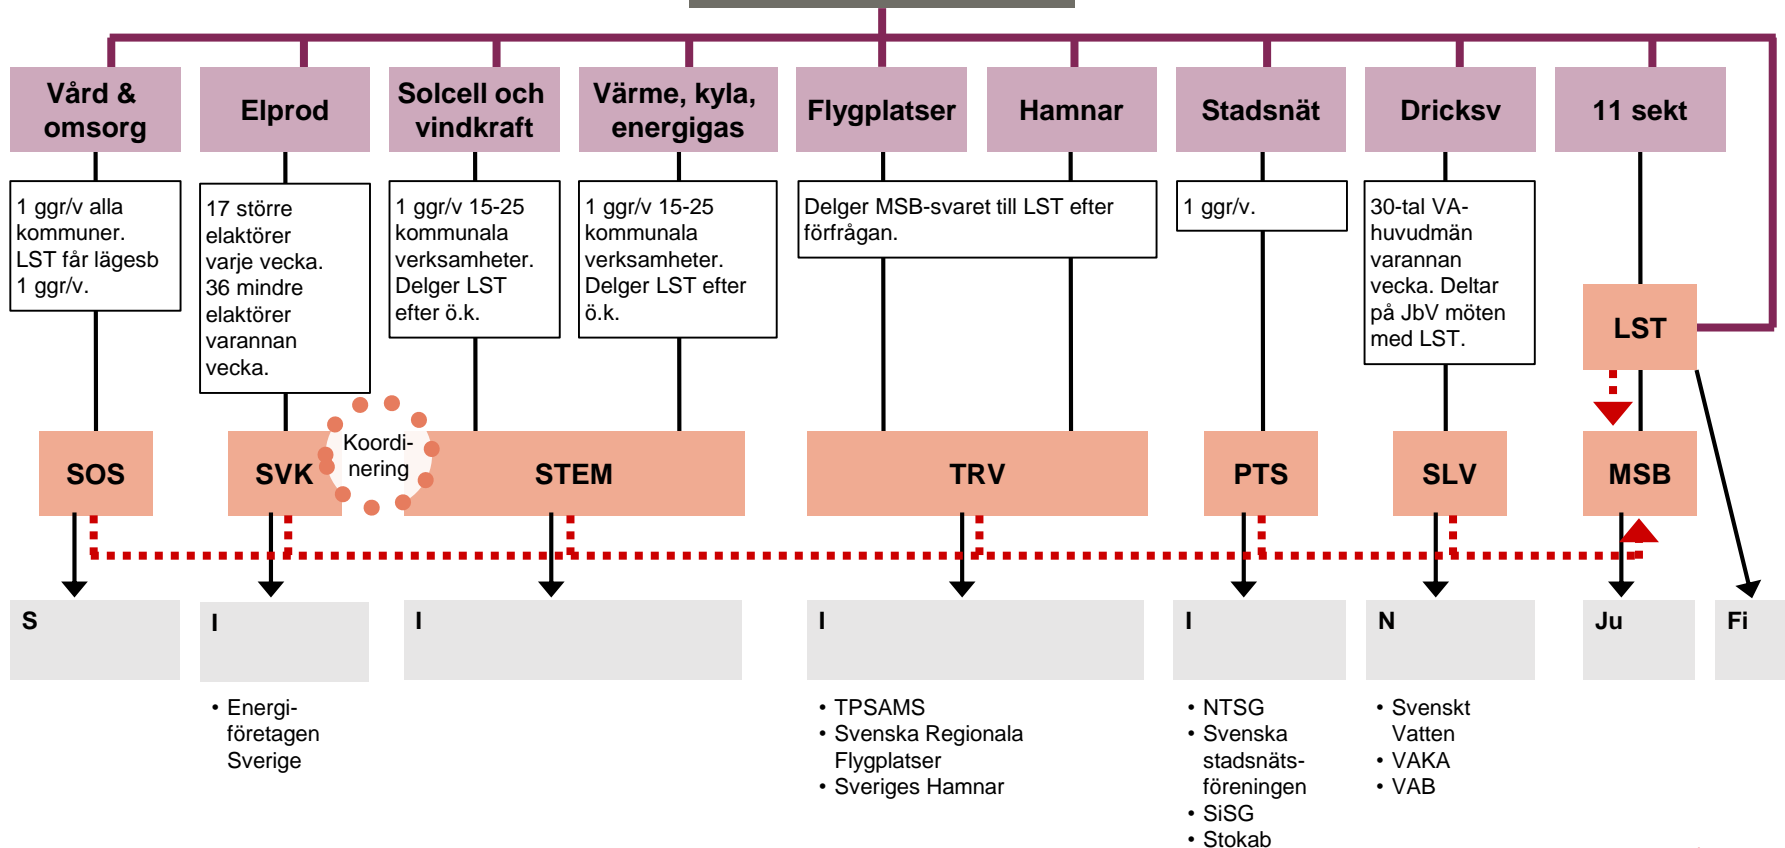 Vård &
omsorg
Elprod
Solcell och
vindkraft
Värme, kyla,
energigas
Flygplatser
Hamnar
Stadsnät
Dricksv
11 sekt
1 ggr/v alla
kommuner.
LST får lägesb
1 ggr/v.
17 större
elaktörer
varje vecka.
36 mindre
elaktörer
varannan
vecka.
1 ggr/v 15-25
kommunala
verksamheter.
Delger LST
efter ö.k.
1 ggr/v 15-25
kommunala
verksamheter.
Delger LST efter
ö.k.
Delger MSB-svaret till LST efter
förfrågan.
1 ggr/v.
30-tal VA-
huvudmän
varannan
vecka. Deltar
på JbV möten
med LST.
LST
Koordi-
nering
SOS
SVK
STEM
TRV
PTS
SLV
MSB
S
I
I
I
I
N
Ju
Fi
• Energi-
företagen
Sverige
• TPSAMS
• Svenska Regionala
Flygplatser
• Sveriges Hamnar
• NTSG
• Svenska
stadsnäts-
föreningen
• SiSG
• Stokab
• Svenskt
Vatten
• VAKA
• VAB